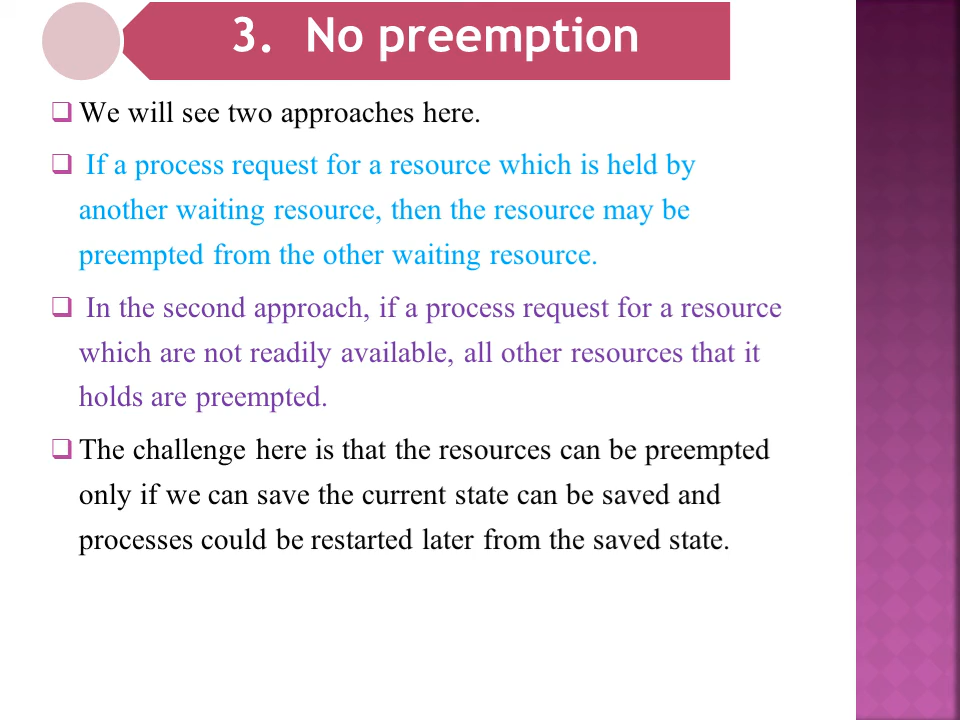 3. No preemption
We will see two approaches here.
If a process request for a resource which is held by
another waiting resource, then the resource may be
preempted from the other waiting resource.
In the second approach, if a process request for a resource
which are not readily available, all other resources that it
holds are preempted.
The challenge here is that the resources can be preempted
only if we can save the current state can be saved and
processes could be restarted later from the saved state.